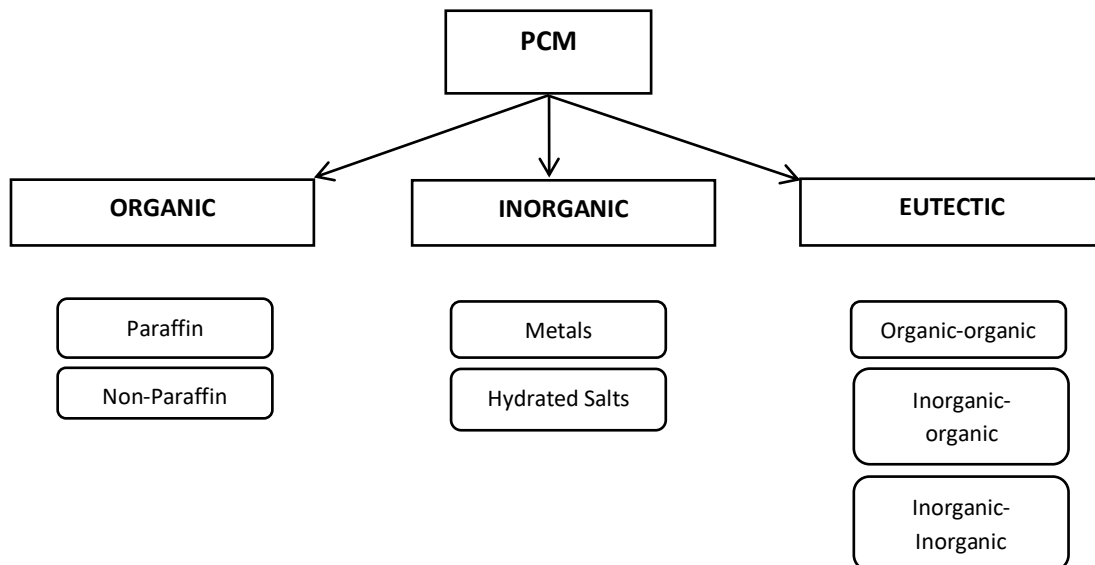 PCM
ORGANIC
INORGANIC
EUTECTIC
Paraffin
Non-Paraffin
Metals
Hydrated Salts
Organic-organic
Inorganic-
organic
Inorganic-
Inorganic